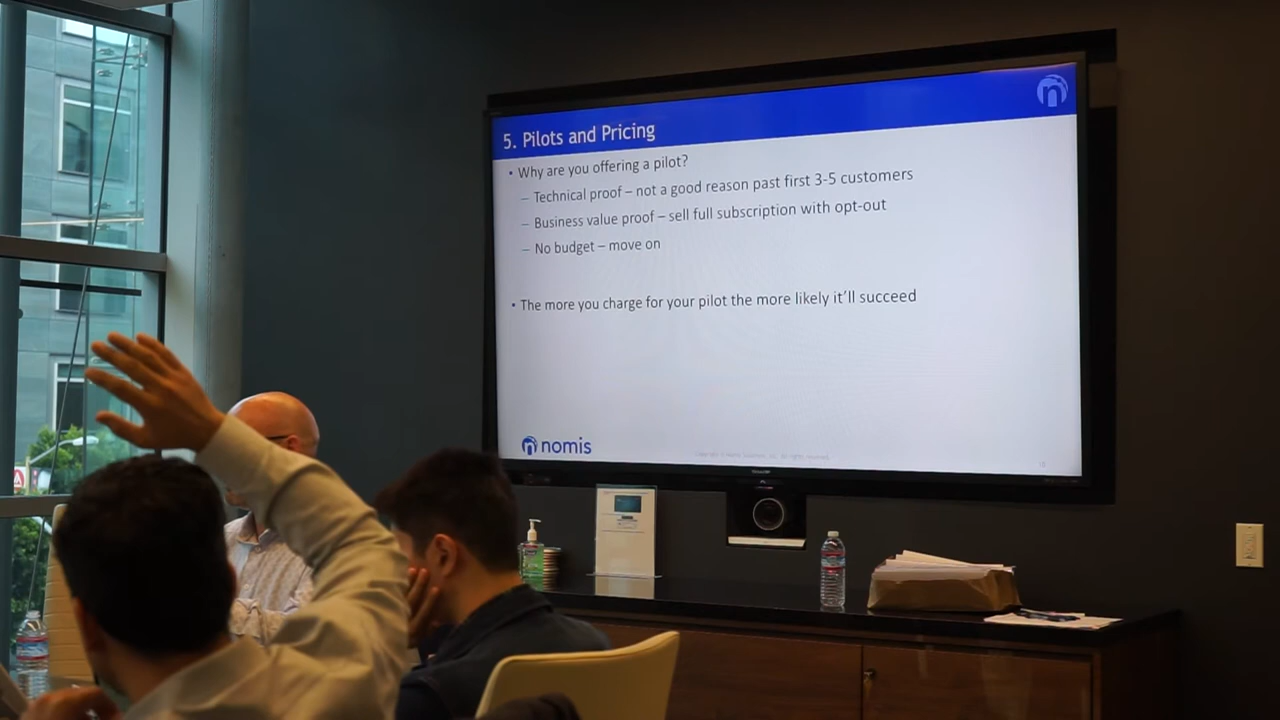 5. Pilots and Pricing
• Why are you offering a pilot?
– Technical proof – not a good reason past first 3-5 customers
– Business value proof – sell full subscription with opt-out
– No budget – move on
• The more you charge for your pilot the more likely it'll succeed
nomis